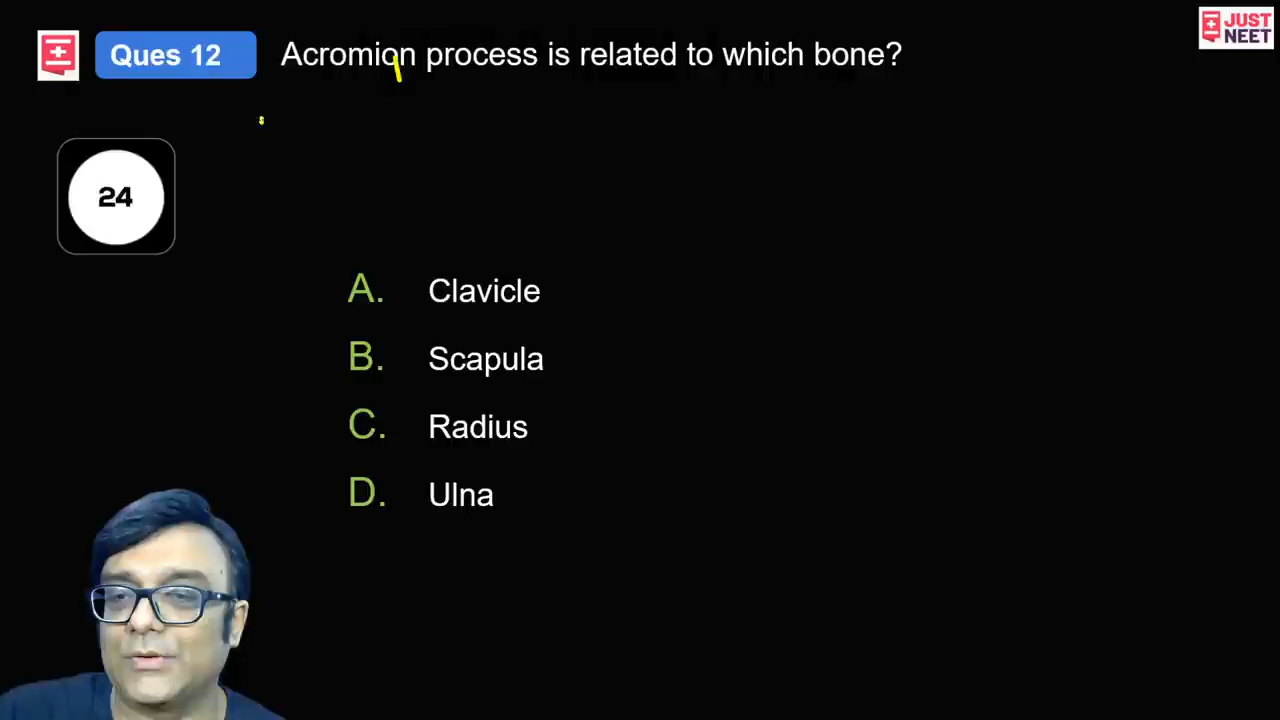 JUST
NEET
Ques 12
Acromion process is related to which bone?
24
A. Clavicle
B. Scapula
C. Radius
D. Ulna